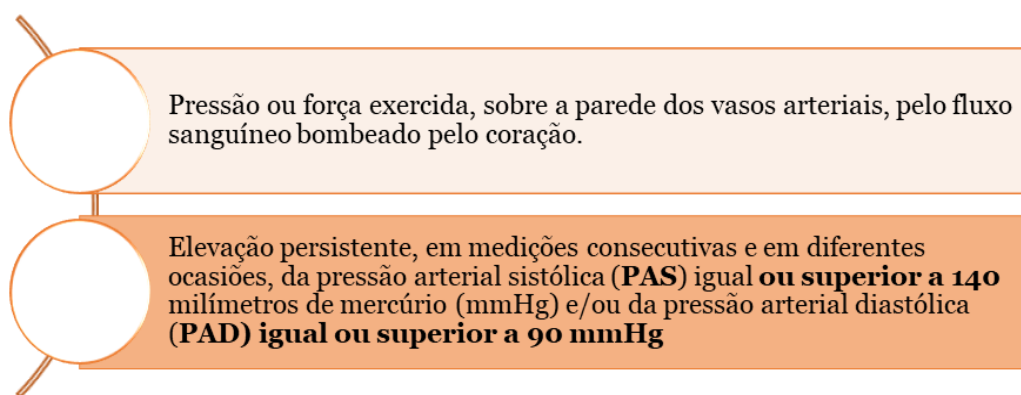 Pressão ou força exercida, sobre a parede dos vasos arteriais, pelo fluxo
sanguíneo bombeado pelo coração.
Elevação persistente, em medições consecutivas e em diferentes
ocasiões, da pressão arterial sistólica (PAS) igual ou superior a 140
milímetros de mercúrio (mmHg) e/ou da pressão arterial diastólica
(PAD) igual ou superior a 90 mmHg